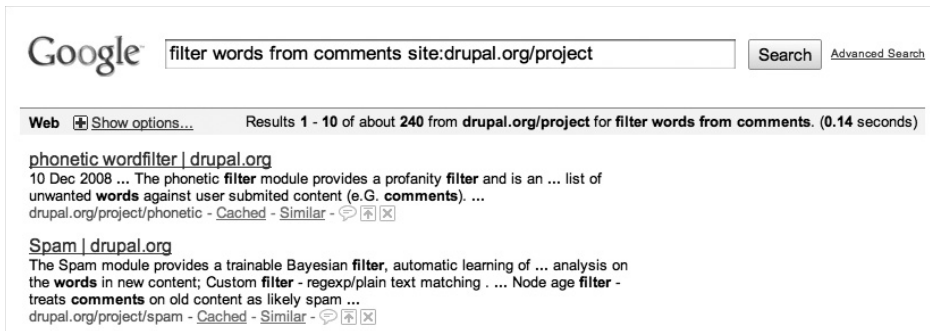 Google filter words from comments site:drupal.org/project Search Advanced Search
Web Show options... Results 1 - 10 of about 240 from drupal.org/project for filter words from comments. (0.14 seconds)
phonetic wordfilter | drupal.org
10 Dec 2008 ... The phonetic filter module provides a profanity filter and is an ... list of
unwanted words against user submited content (e.G. comments). ...
drupal.org/project/phonetic - Cached - Similar -
Spam | drupal.org
The Spam module provides a trainable Bayesian filter, automatic learning of ... analysis on
the words in new content; Custom filter - regexp/plain text matching . ... Node age filter -
treats comments on old content as likely spam ...
drupal.org/project/spam - Cached - Similar -